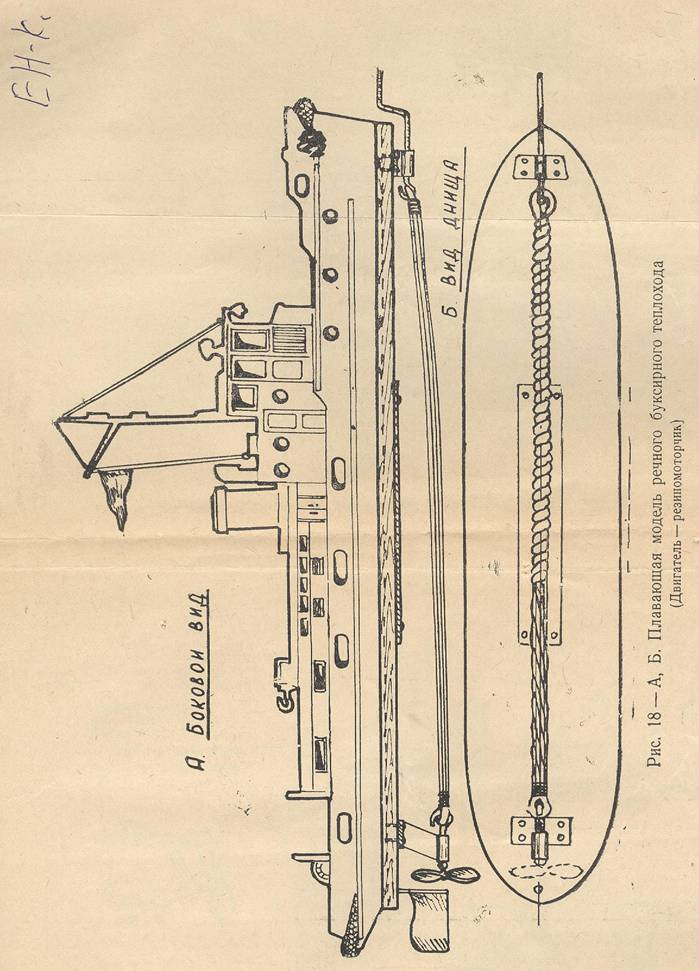 ЕН-К.
А. Боковой вид
Б. вид днища
Рис. 18 — А, Б. Плавающая модель речного буксирного теплохода
(Двигатель — резиномоторчик)